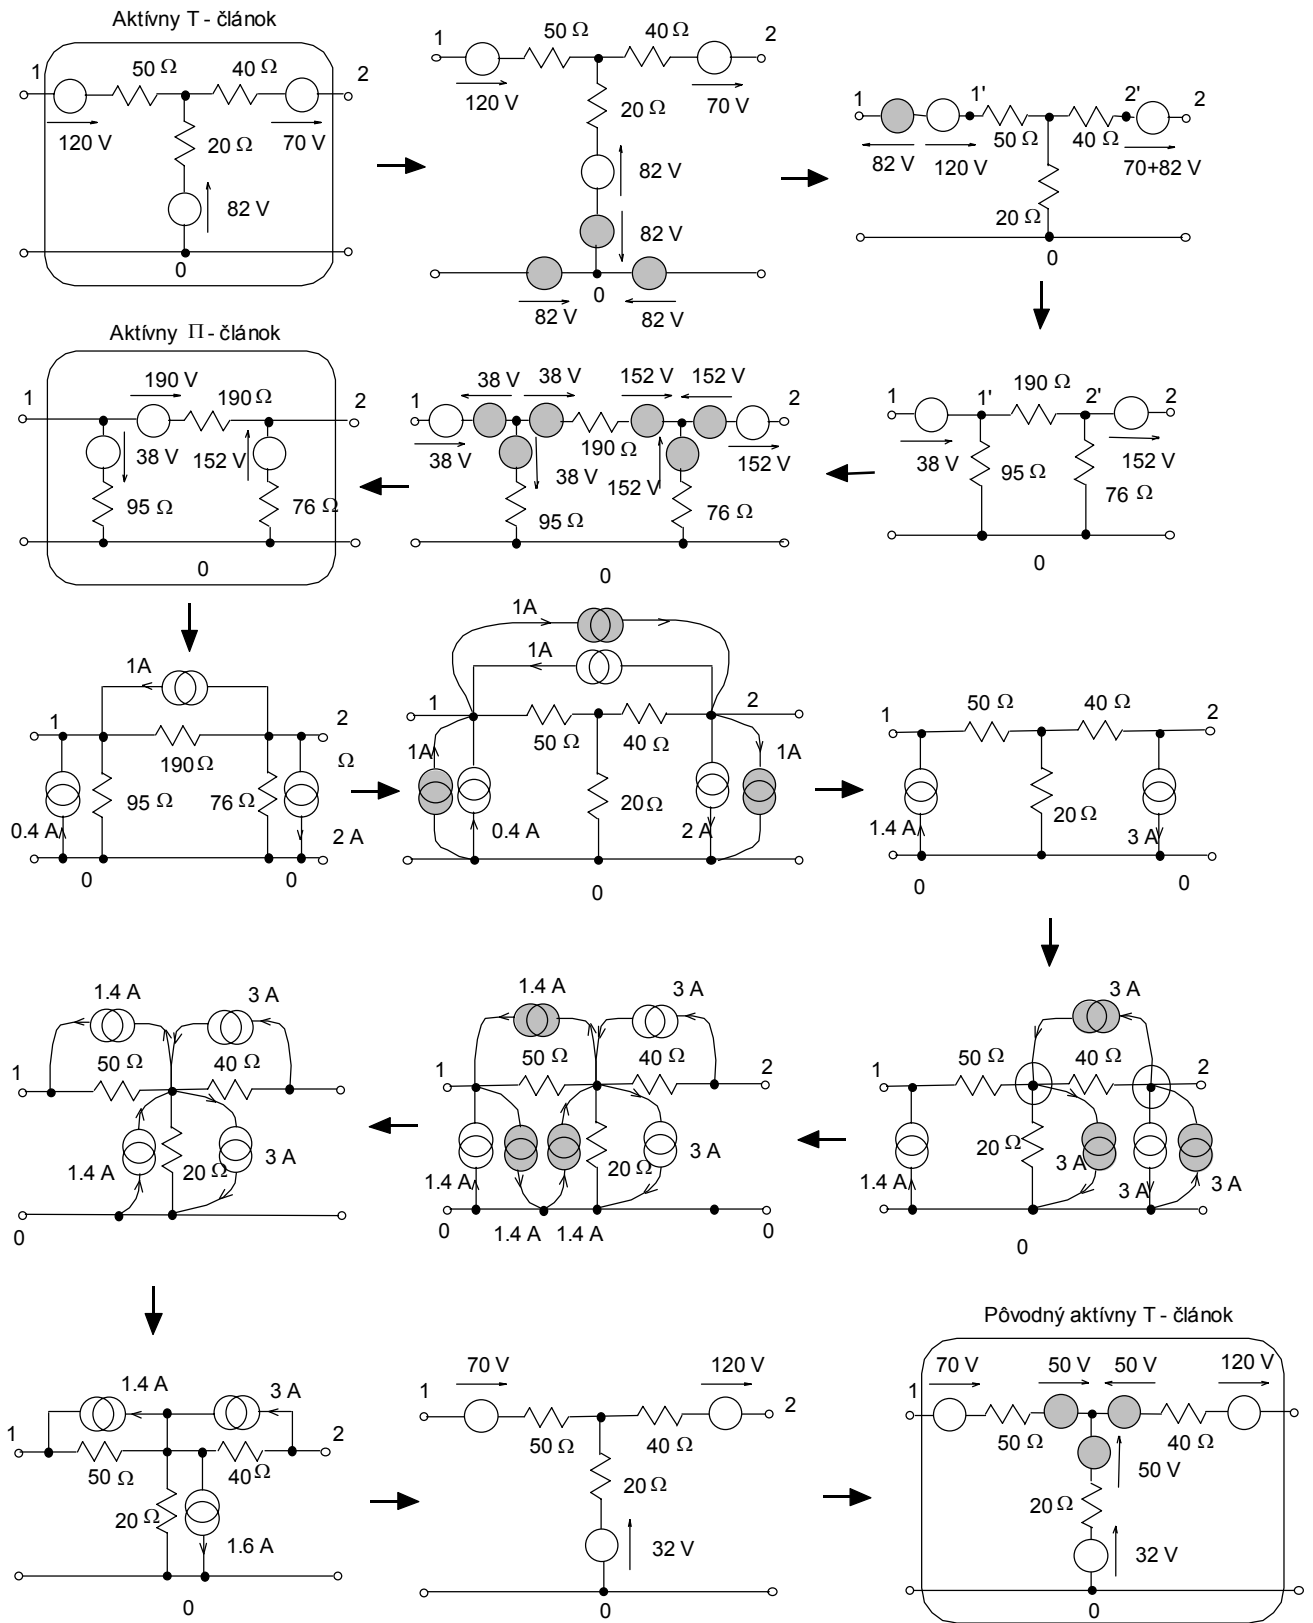 Aktívny T - článok
1
50 Ω
40 Ω
2
120 V
20 Ω
70 V
82 V
0
1
50 Ω
40 Ω
2
120 V
20 Ω
70 V
82 V
82 V
0
82 V
82 V
1
1'
2'
2
82 V
120 V
50 Ω
40 Ω
70+82 V
20 Ω
0
Aktívny Π - článok
1
190 V
190 Ω
2
38 V
152 V
95 Ω
76 Ω
0
1
38 V
38 V
152 V
152 V
2
38 V
38 V
190 Ω
152 V
152 V
95 Ω
76 Ω
0
1
1'
190 Ω
2'
2
38 V
95 Ω
152 V
76 Ω
0
1A
1
2
190 Ω
Ω
95 Ω
76 Ω
0.4 A
2 A
0
0
1A
1A
1
2
50 Ω
40 Ω
1A
1A
20 Ω
0.4 A
2 A
0
1
50 Ω
40 Ω
2
20 Ω
1.4 A
3 A
0
0
1.4 A
3 A
1
50 Ω
40 Ω
1.4 A
20 Ω
3 A
0
1.4 A
3 A
1
50 Ω
40 Ω
2
1.4 A
20 Ω
3 A
0
1.4 A
1.4 A
0
3 A
1
50 Ω
40 Ω
2
20 Ω
3 A
1.4 A
3 A
3 A
0
1.4 A
3 A
1
2
50 Ω
40 Ω
20 Ω
1.6 A
0
70 V
120 V
1
2
50 Ω
40 Ω
20 Ω
32 V
0
Pôvodný aktívny T - článok
70 V
50 V
50 V
120 V
1
2
50 Ω
40 Ω
50 V
20 Ω
32 V
0